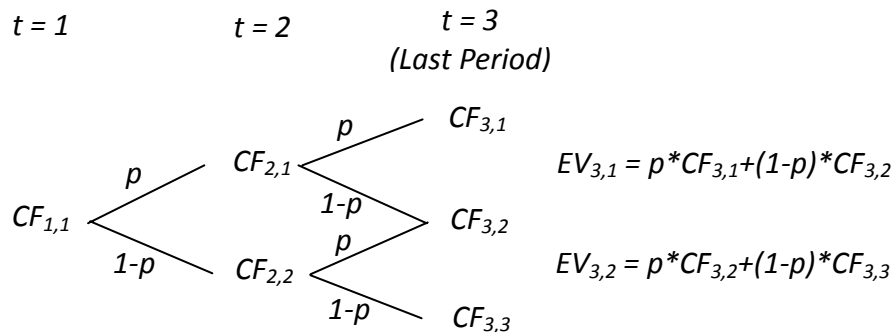 t = 1
t = 2
t = 3
(Last Period)
p
CF3,1
p
CF2,1
EV3,1 = p*CF3,1+(1-p)*CF3,2
1-p
CF1,1
CF3,2
p
1-p
CF2,2
EV3,2 = p*CF3,2+(1-p)*CF3,3
1-p
CF3,3